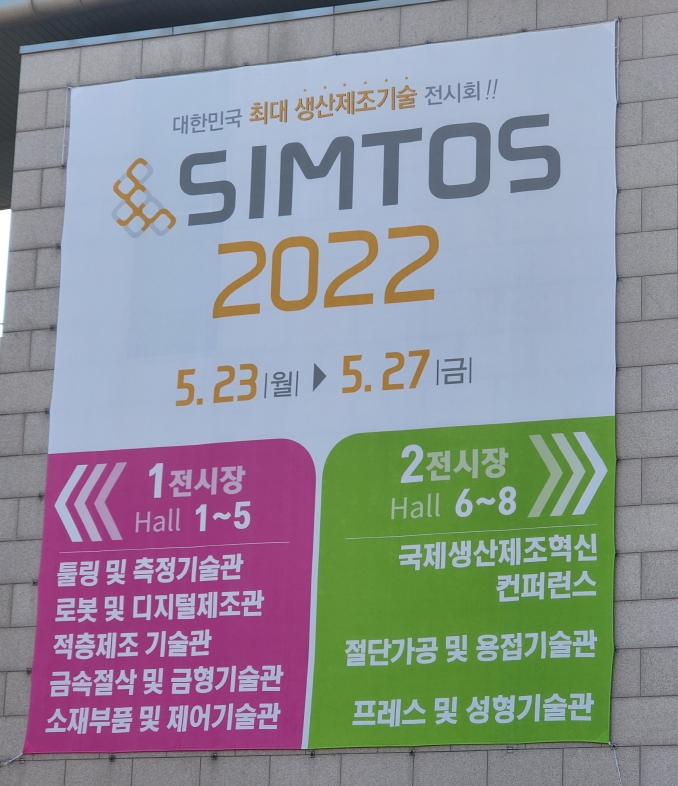 대한민국 최대 생산제조기술 전시회!!
SIMTOS
2022
5. 23 |월| ▶ 5. 27 |금|
1전시장
Hall 1~5
툴링 및 측정기술관
로봇 및 디지털제조관
적층제조 기술관
금속절삭 및 금형기술관
소재부품 및 제어기술관
2전시장
Hall 6~8
국제생산제조혁신
컨퍼런스
절단가공 및 용접기술관
프레스 및 성형기술관